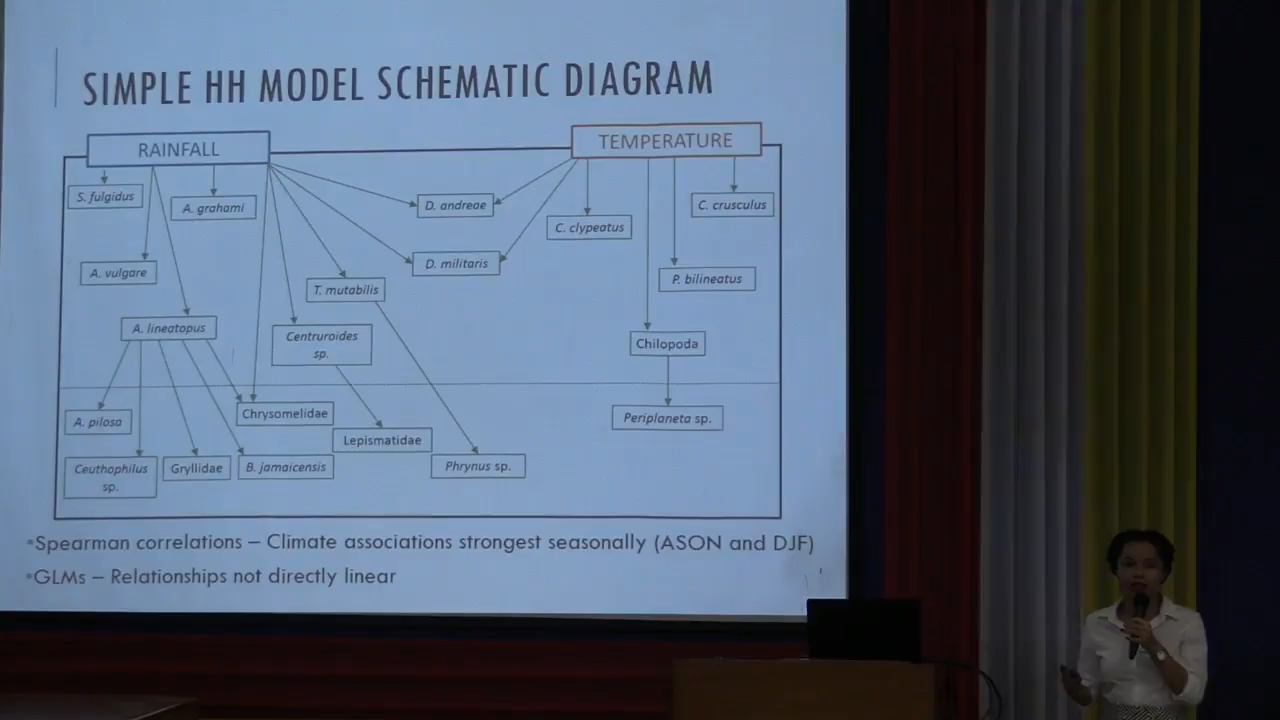 SIMPLE HH MODEL SCHEMATIC DIAGRAM
RAINFALL
TEMPERATURE
S. fulgidus
A. grahami
D. andreae
C. clypeatus
C. crusculus
A. vulgare
D. militaris
T. mutabilis
P. bilineatus
A. lineatopus
Centruroides
sp.
Chilopoda
A. pilosa
Chrysomelidae
Lepismatidae
Periplaneta sp.
Ceuthophilus
sp.
Gryllidae
B. jamaicensis
Phrynus sp.
•Spearman correlations – Climate associations strongest seasonally (ASON and DJF)
•GLMs – Relationships not directly linear